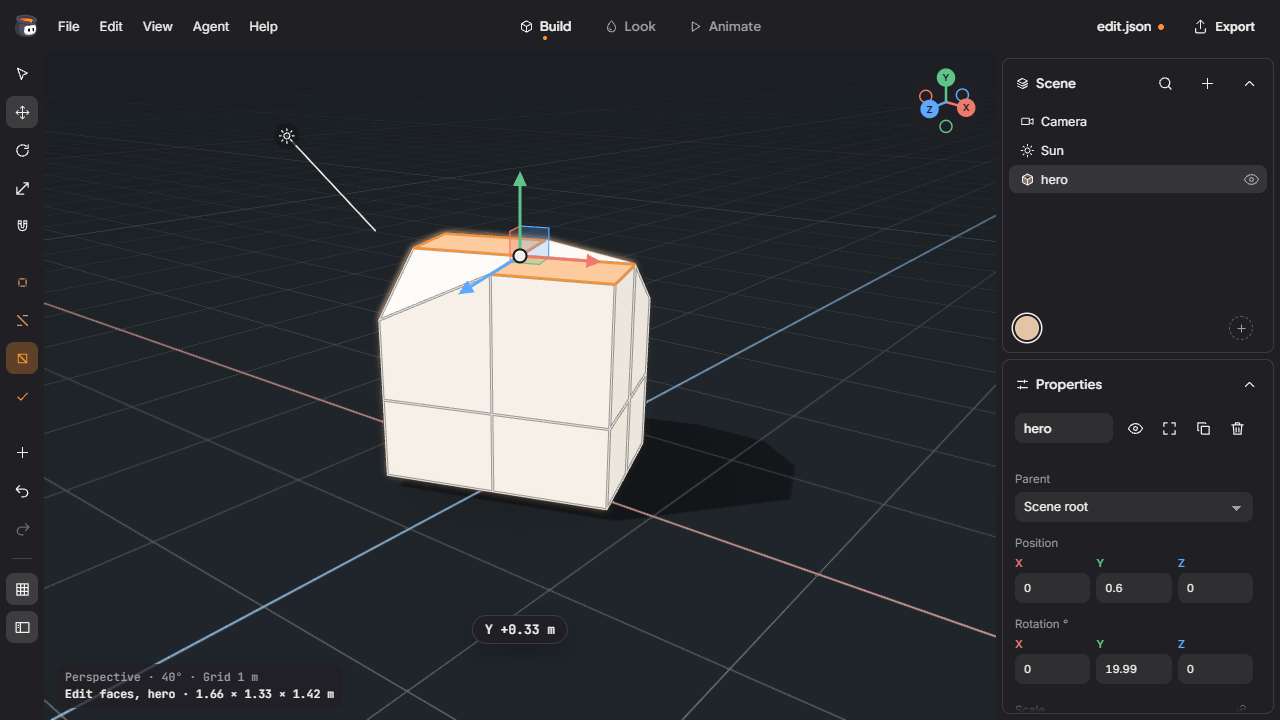 File Edit View Agent Help
Build Look Animate
edit.json Export
Y
Z X
Scene
Camera
Sun
hero
Properties
hero
Parent
Scene root
Position
X Y Z
0 0.6 0
Rotation °
X Y Z
0 19.99 0
Scale
Y +0.33 m
Perspective · 40° · Grid 1 m
Edit faces, hero · 1.66 × 1.33 × 1.42 m